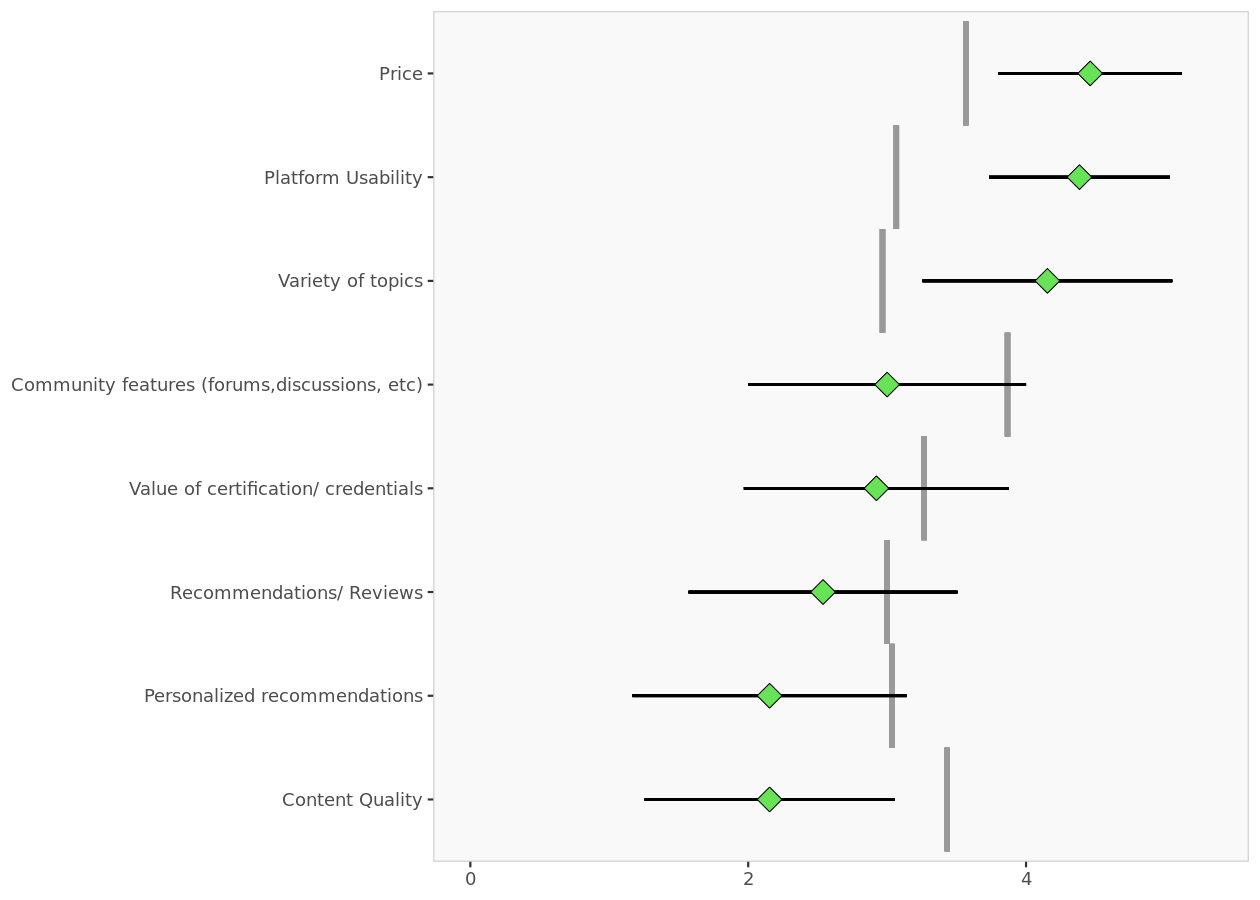 Price
Platform Usability
Variety of topics
Community features (forums,discussions, etc)
Value of certification/ credentials
Recommendations/ Reviews
Personalized recommendations
Content Quality
0 2 4